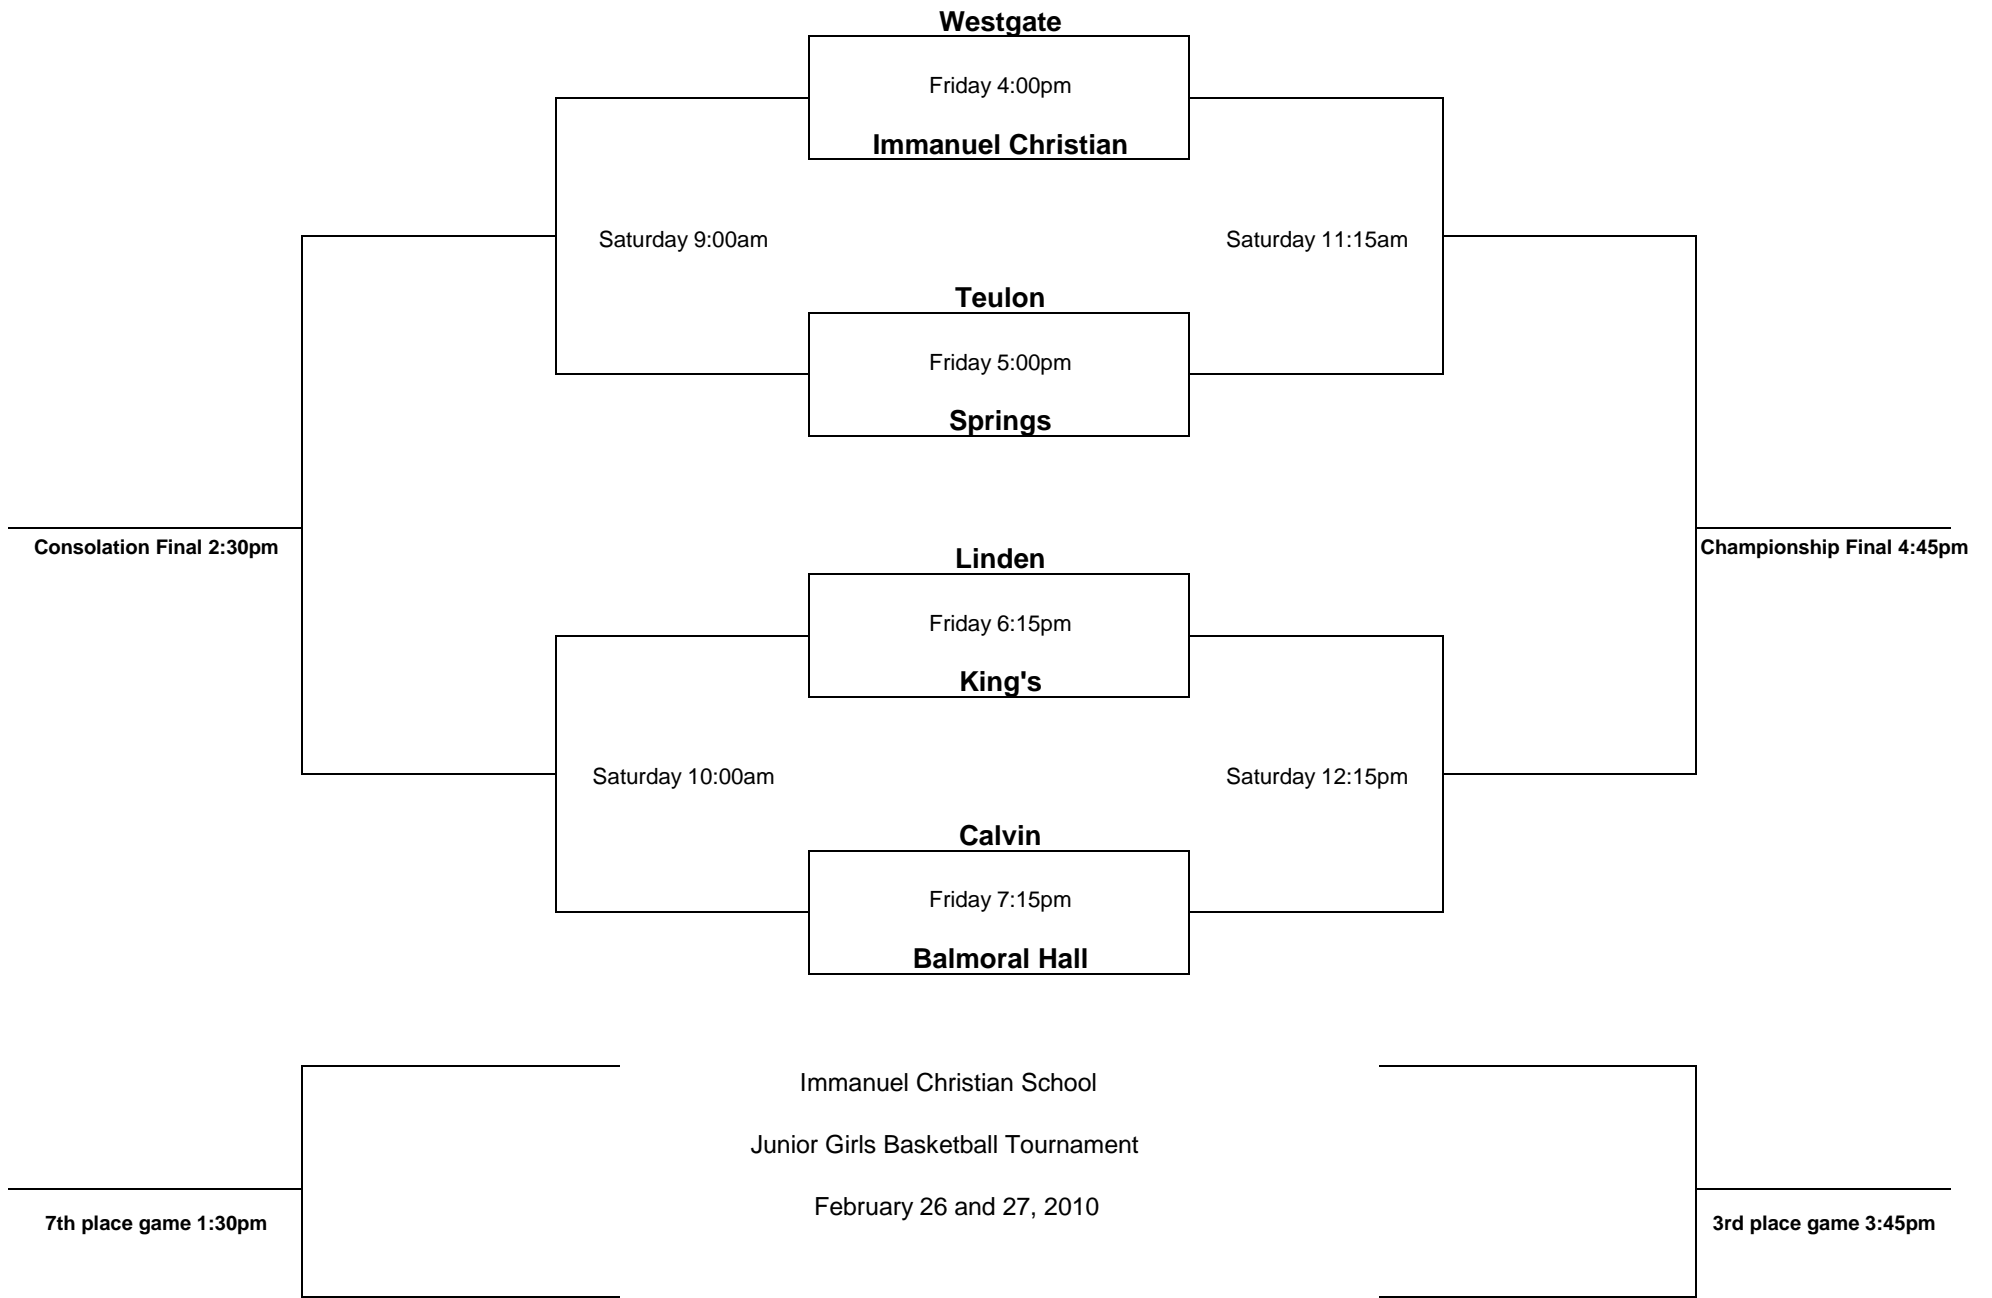 Westgate
Friday 4:00pm
Immanuel Christian
Saturday 9:00am
Saturday 11:15am
Teulon
Friday 5:00pm
Springs
Consolation Final 2:30pm
Championship Final 4:45pm
Linden
Friday 6:15pm
King's
Saturday 10:00am
Saturday 12:15pm
Calvin
Friday 7:15pm
Balmoral Hall
Immanuel Christian School
Junior Girls Basketball Tournament
February 26 and 27, 2010
7th place game 1:30pm
3rd place game 3:45pm